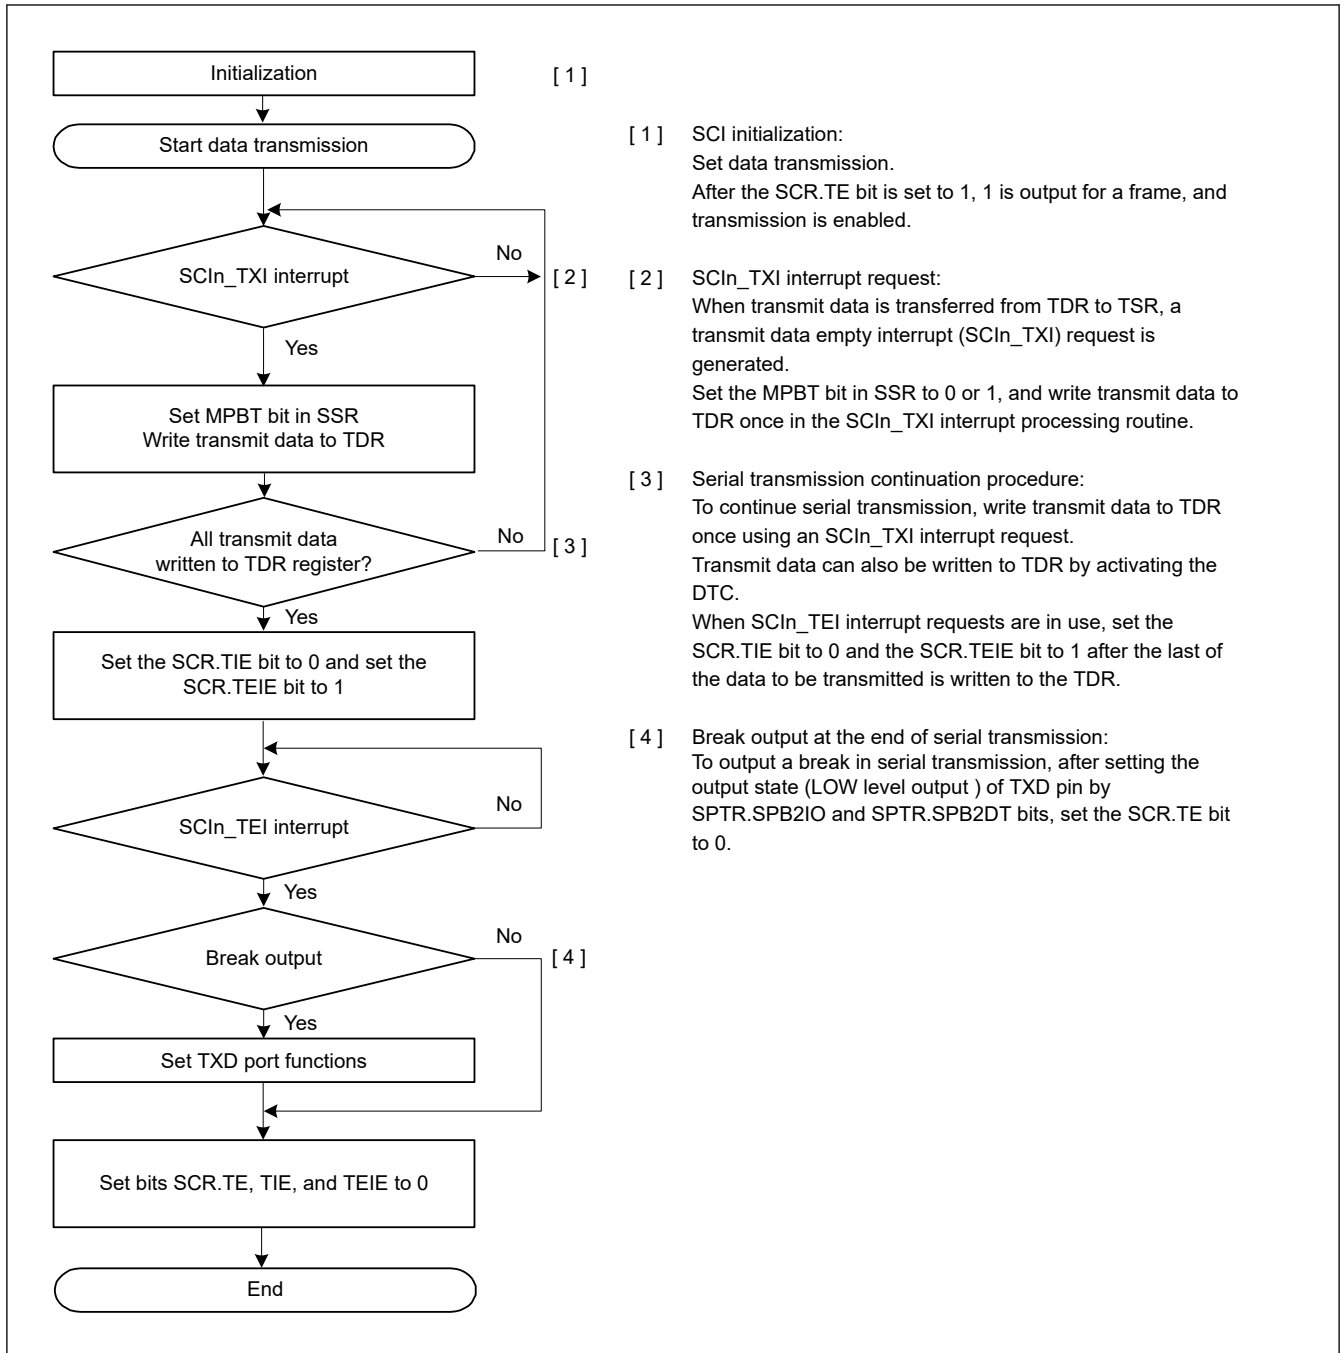 Initialization
[ 1 ]
Start data transmission
SCIn_TXI interrupt
No
[ 2 ]
Yes
Set MPBT bit in SSR
Write transmit data to TDR
All transmit data
written to TDR register?
No
[ 3 ]
Yes
Set the SCR.TIE bit to 0 and set the
SCR.TEIE bit to 1
SCIn_TEI interrupt
No
Yes
Break output
No
[ 4 ]
Yes
Set TXD port functions
Set bits SCR.TE, TIE, and TEIE to 0
End
[ 1 ] SCI initialization:
Set data transmission.
After the SCR.TE bit is set to 1, 1 is output for a frame, and
transmission is enabled.
[ 2 ] SCIn_TXI interrupt request:
When transmit data is transferred from TDR to TSR, a
transmit data empty interrupt (SCIn_TXI) request is
generated.
Set the MPBT bit in SSR to 0 or 1, and write transmit data to
TDR once in the SCIn_TXI interrupt processing routine.
[ 3 ] Serial transmission continuation procedure:
To continue serial transmission, write transmit data to TDR
once using an SCIn_TXI interrupt request.
Transmit data can also be written to TDR by activating the
DTC.
When SCIn_TEI interrupt requests are in use, set the
SCR.TIE bit to 0 and the SCR.TEIE bit to 1 after the last of
the data to be transmitted is written to the TDR.
[ 4 ] Break output at the end of serial transmission:
To output a break in serial transmission, after setting the
output state (LOW level output ) of TXD pin by
SPTR.SPB2IO and SPTR.SPB2DT bits, set the SCR.TE bit
to 0.